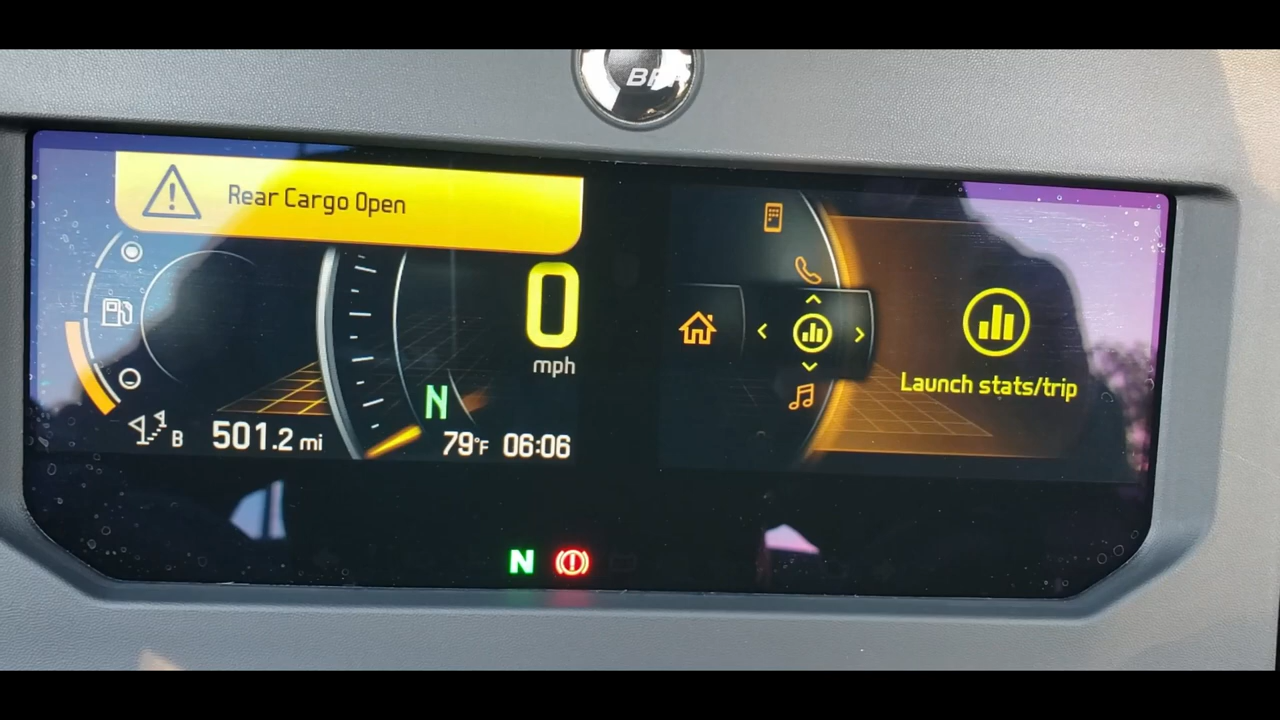 Rear Cargo Open
0
mph
N
B
501.2 mi
79°F
06:06
Launch stats/trip
N